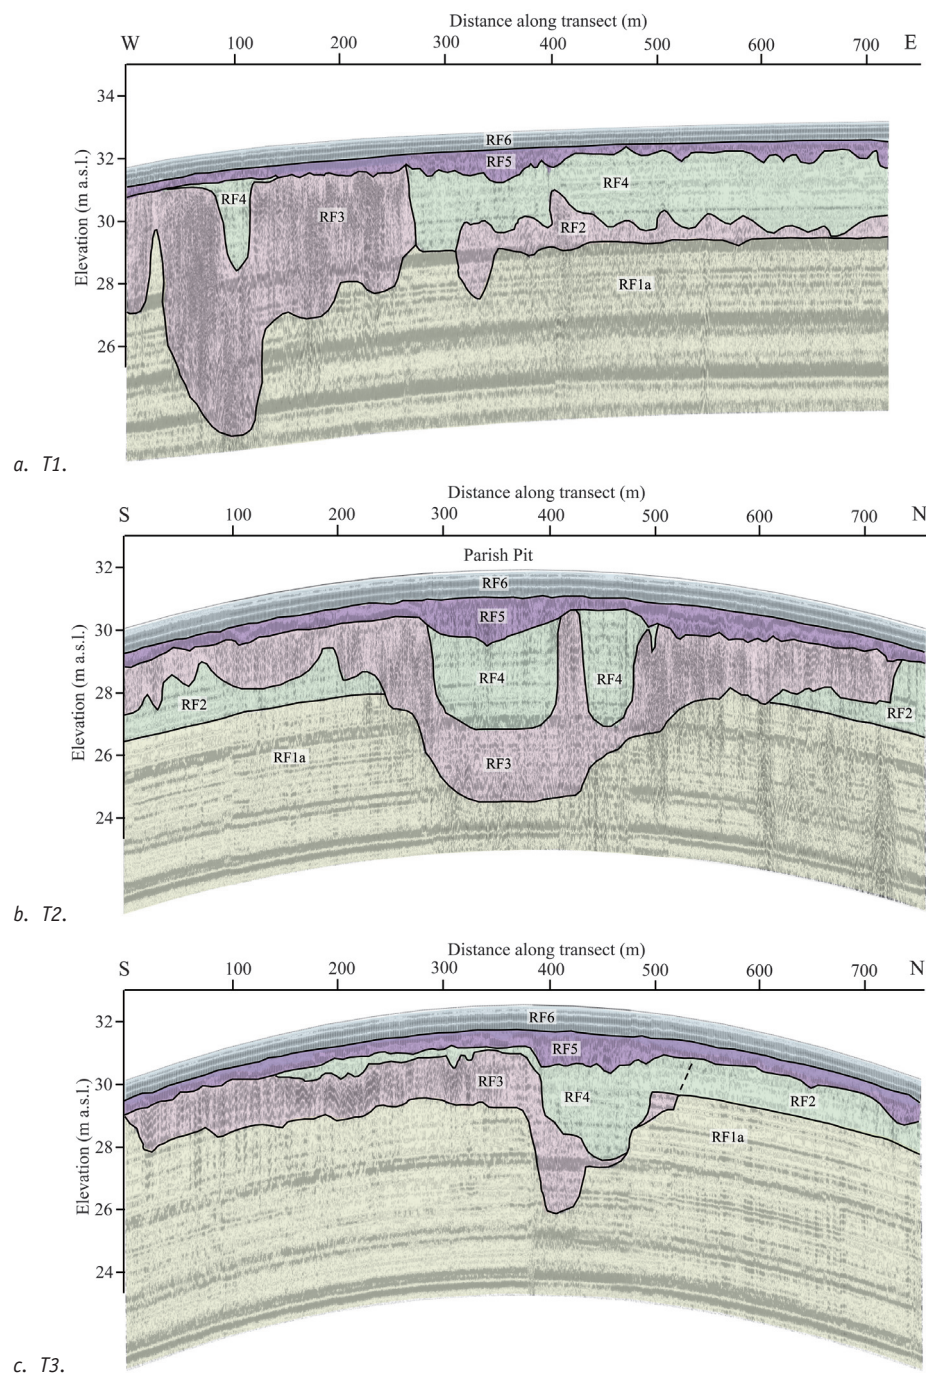 Distance along transect (m)
W 100 200 300 400 500 600 700 E
Elevation (m a.s.l.)
34
32
30
28
26
RF6
RF5
RF4
RF4
RF3
RF2
RF1a
a. T1.
Distance along transect (m)
S 100 200 300 400 500 600 700 N
Parish Pit
Elevation (m a.s.l.)
32
30
28
26
24
RF6
RF5
RF4
RF4
RF2
RF2
RF1a
RF3
b. T2.
Distance along transect (m)
S 100 200 300 400 500 600 700 N
Elevation (m a.s.l.)
32
30
28
26
24
RF6
RF5
RF3
RF4
RF2
RF1a
c. T3.